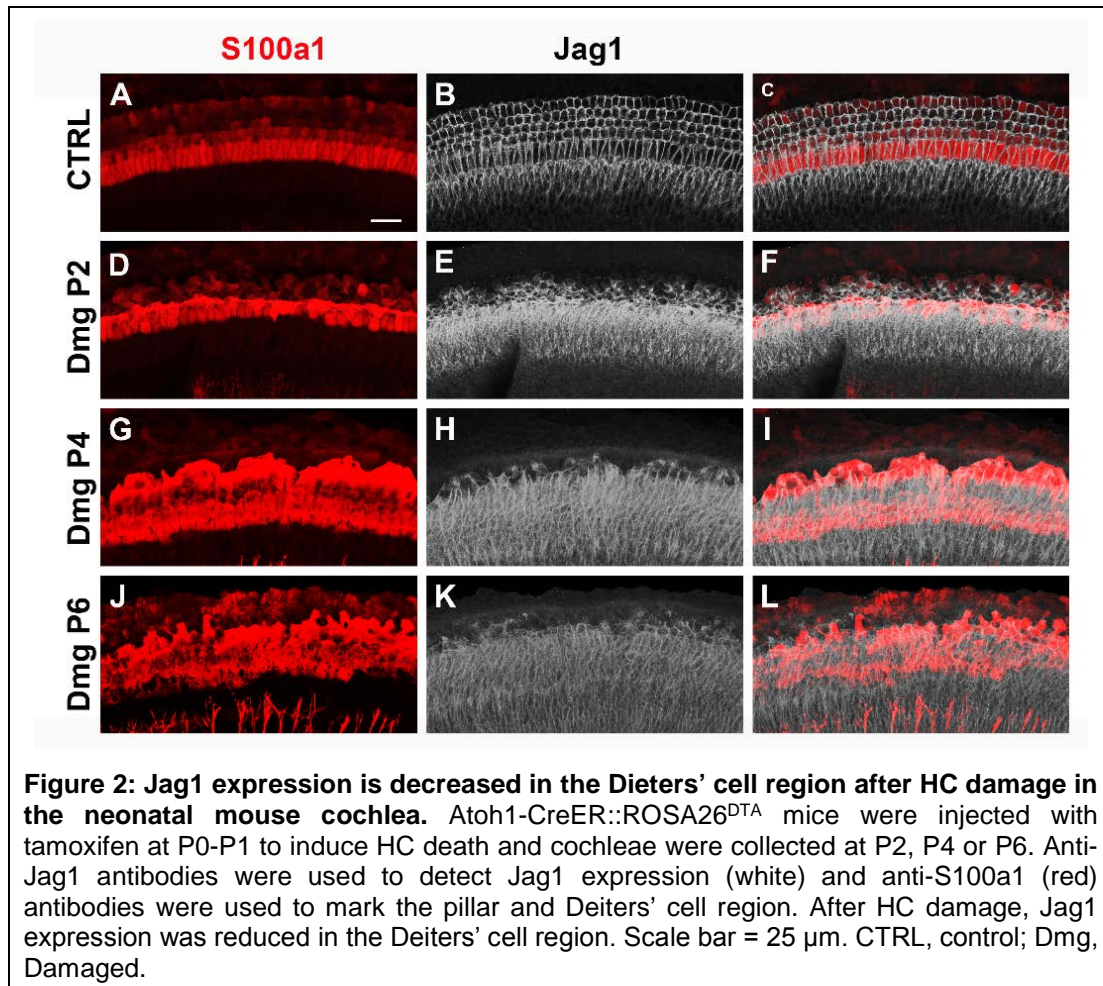 S100a1 Jag1
CTRL A B C
Dmg P2 D E F
Dmg P4 G H I
Dmg P6 J K L
Figure 2: Jag1 expression is decreased in the Dieters’ cell region after HC damage in
the neonatal mouse cochlea. Atoh1-CreER::ROSA26DTA mice were injected with
tamoxifen at P0-P1 to induce HC death and cochleae were collected at P2, P4 or P6. Anti-
Jag1 antibodies were used to detect Jag1 expression (white) and anti-S100a1 (red)
antibodies were used to mark the pillar and Deiters’ cell region. After HC damage, Jag1
expression was reduced in the Deiters’ cell region. Scale bar = 25 µm. CTRL, control; Dmg,
Damaged.